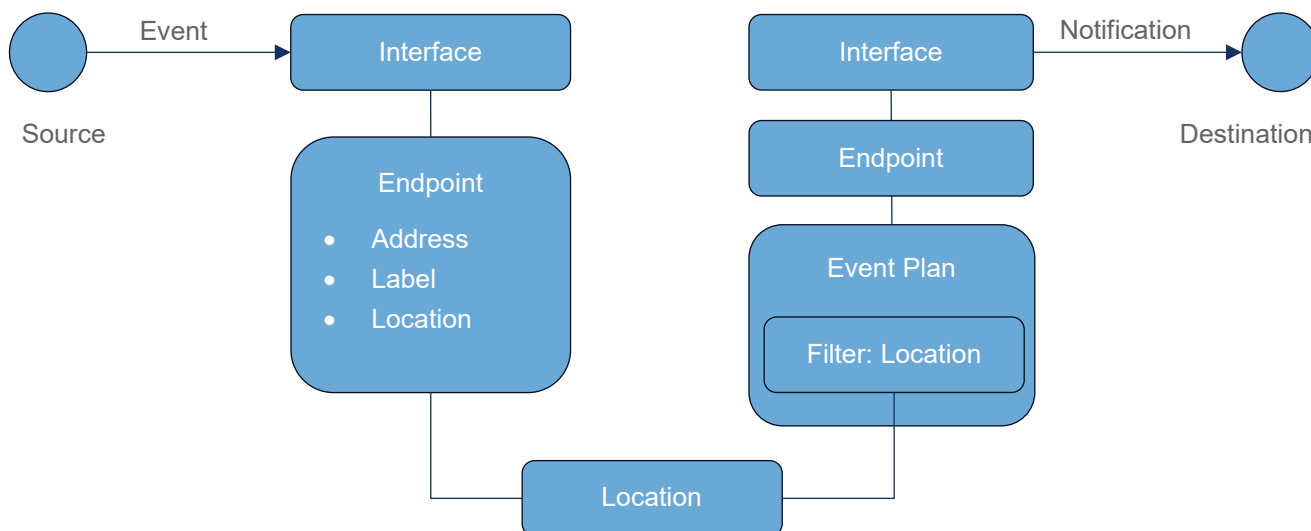 Event
Interface
Source
Endpoint
• Address
• Label
• Location
Interface
Notification
Destination
Endpoint
Event Plan
Filter: Location
Location